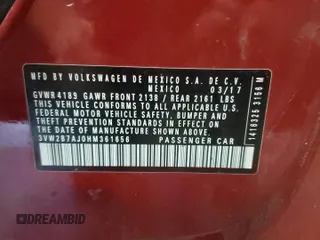 MFD. BY VOLKSWAGEN DE MEXICO S.A. DE C.V.
MEXICO 03/17
GVWR 4189 GAWR FRONT 2138 / REAR 2161 LBS
THIS VEHICLE CONFORMS TO ALL APPLICABLE U.S.
FEDERAL MOTOR VEHICLE SAFETY, BUMPER, AND
THEFT PREVENTION STANDARDS IN EFFECT ON THE
DATE OF MANUFACTURE SHOWN ABOVE.
3VW2B7AJ0HM361656 PASSENGER CAR
1416325 3156 M
DREAMBID